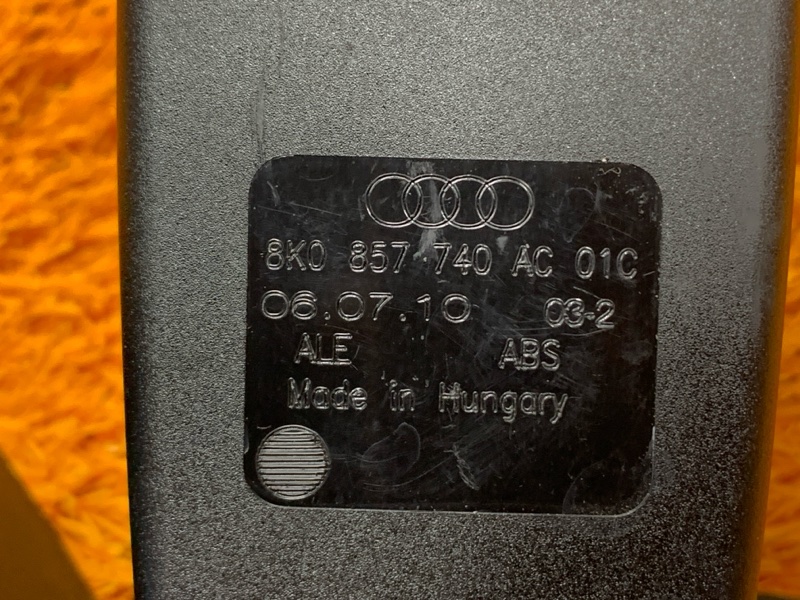 8K0 857 740 AC 01C
06.07.10 03-2
ALE ABS
Made in Hungary